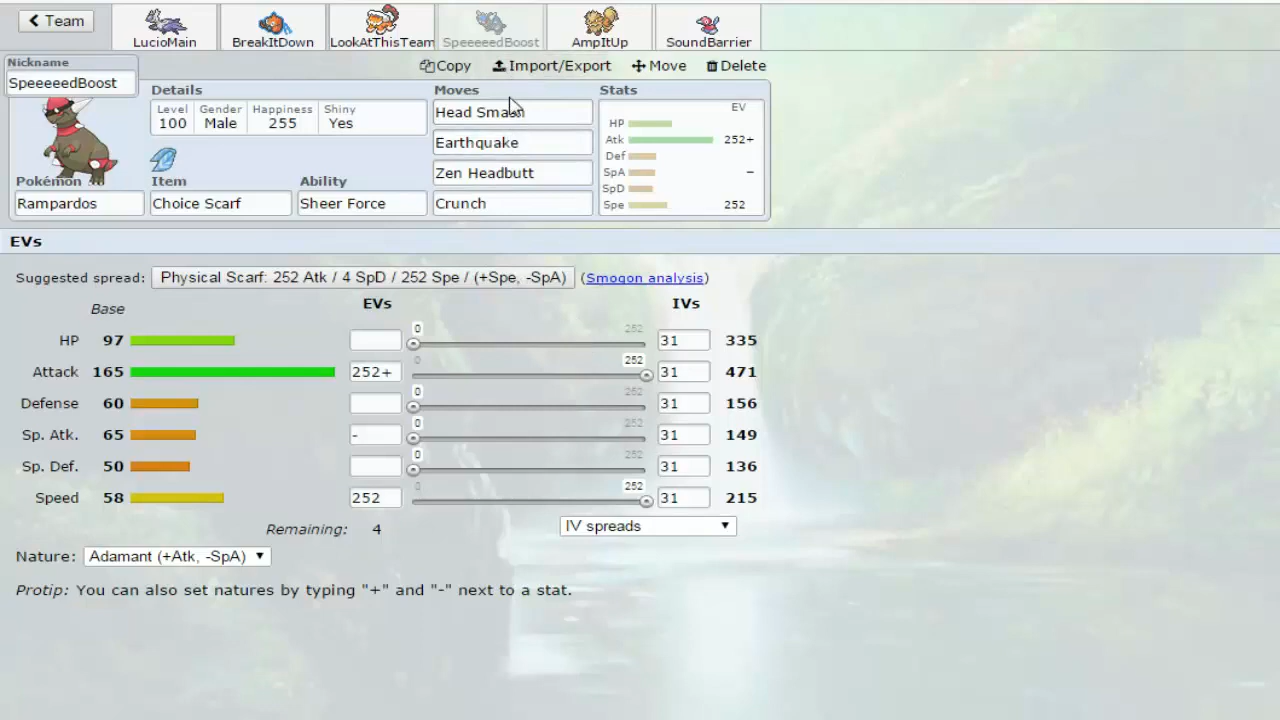 Team
LucioMain
BreakItDown
LookAtThisTeam
SpeeeeedBoost
AmpItUp
SoundBarrier
Copy Import/Export Move Delete
Nickname
SpeeeeedBoost
Details
Level Gender Happiness Shiny
100 Male 255 Yes
Pokémon
Rampardos
Item
Choice Scarf
Ability
Sheer Force
Moves
Head Smash
Earthquake
Zen Headbutt
Crunch
Stats
EV
HP
Atk 252+
Def
SpA –
SpD
Spe 252
EVs
Suggested spread: Physical Scarf: 252 Atk / 4 SpD / 252 Spe / (+Spe, -SpA) (Smogon analysis)
Base EVs IVs
HP 97 0 252 31 335
Attack 165 252+ 0 252 31 471
Defense 60 0 252 31 156
Sp. Atk. 65 - 0 252 31 149
Sp. Def. 50 0 252 31 136
Speed 58 252 0 252 31 215
Remaining: 4 IV spreads
Nature: Adamant (+Atk, -SpA)
Protip: You can also set natures by typing "+" and "-" next to a stat.